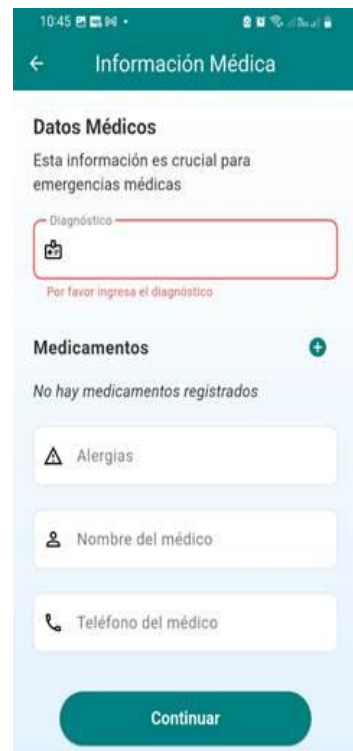 10:45
Información Médica
Datos Médicos
Esta información es crucial para
emergencias médicas
Diagnóstico
Por favor ingresa el diagnóstico
Medicamentos
No hay medicamentos registrados
Alergias
Nombre del médico
Teléfono del médico
Continuar